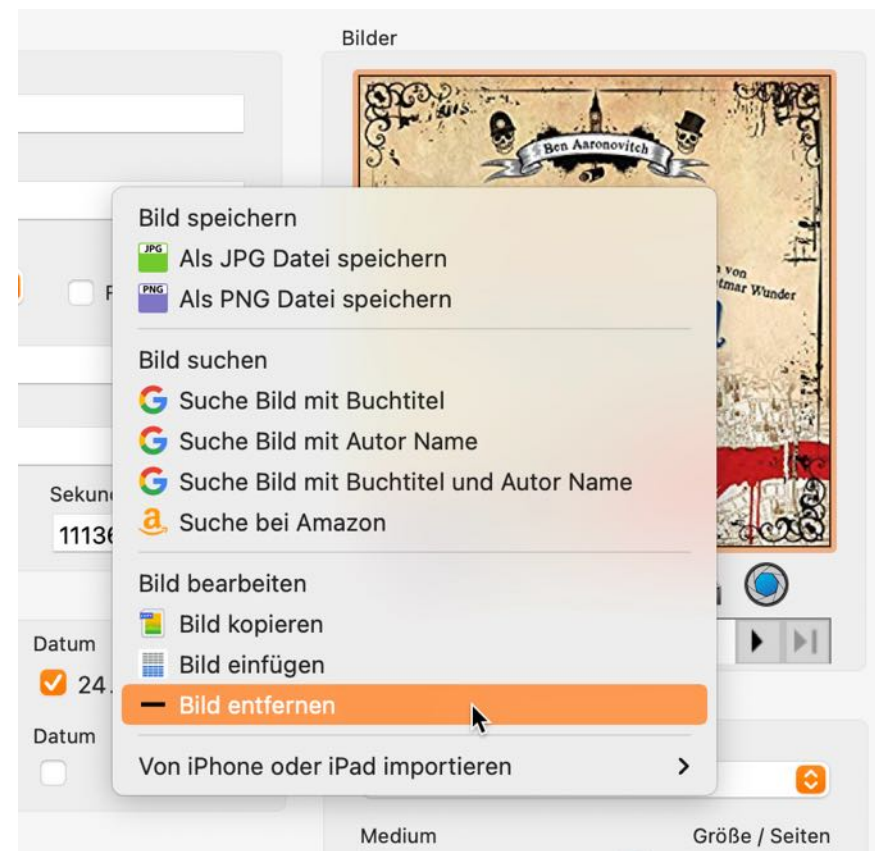 Bilder
Ben Aaronovitch
Bild speichern
JPG Als JPG Datei speichern
PNG Als PNG Datei speichern
von
tmar Wunder
Bild suchen
Suche Bild mit Buchtitel
Suche Bild mit Autor Name
Suche Bild mit Buchtitel und Autor Name
Sekun
11136
a Suche bei Amazon
Bild bearbeiten
Bild kopieren
Datum
Bild einfügen
24.
Bild entfernen
Datum
Von iPhone oder iPad importieren
Medium
Größe / Seiten